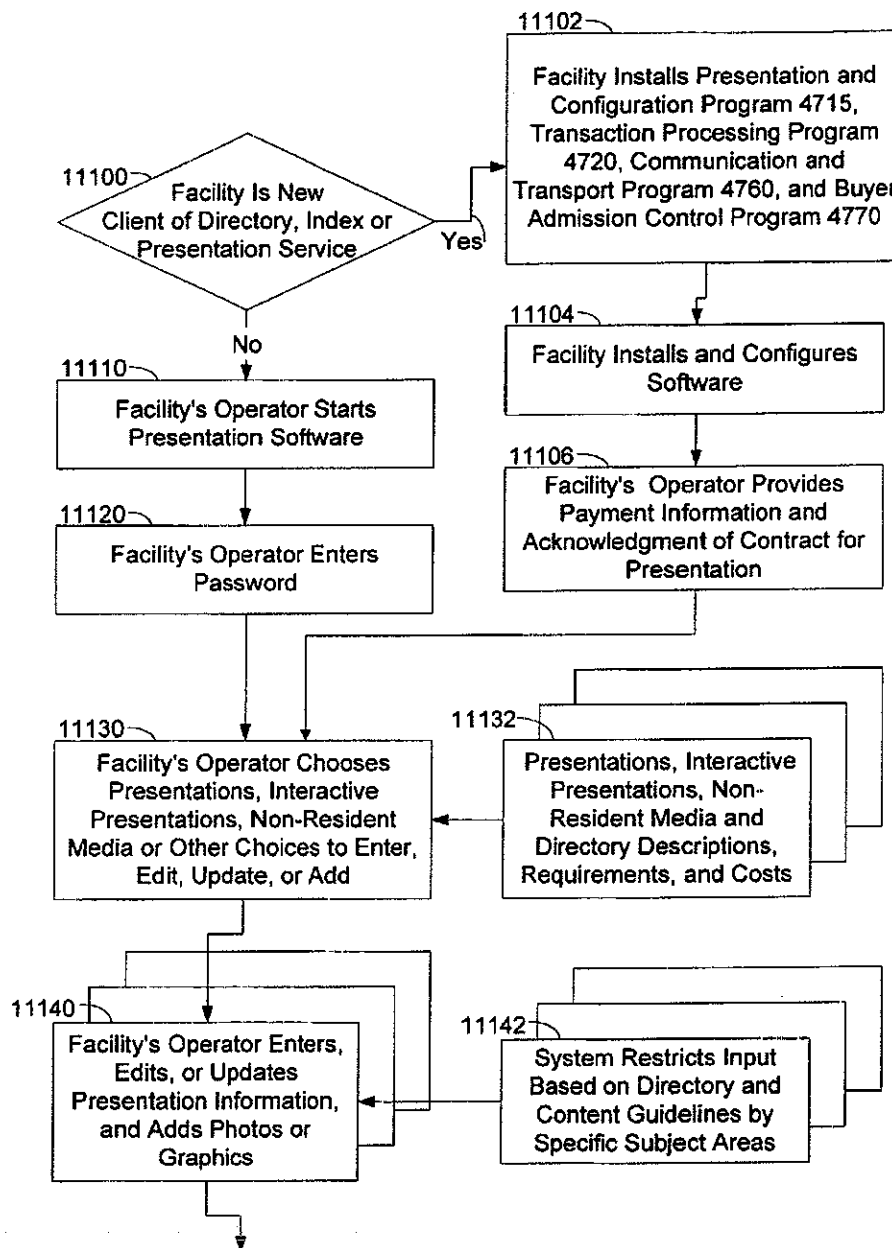 11102
Facility Installs Presentation and
Configuration Program 4715,
Transaction Processing Program
4720, Communication and
Transport Program 4760, and Buyer
Admission Control Program 4770
11100
Facility Is New
Client of Directory, Index or
Presentation Service
Yes
No
11104
Facility Installs and Configures
Software
11110
Facility's Operator Starts
Presentation Software
11106
Facility's Operator Provides
Payment Information and
Acknowledgment of Contract for
Presentation
11120
Facility's Operator Enters
Password
11130
Facility's Operator Chooses
Presentations, Interactive
Presentations, Non-Resident
Media or Other Choices to Enter,
Edit, Update, or Add
11132
Presentations, Interactive
Presentations, Non-
Resident Media and
Directory Descriptions,
Requirements, and Costs
11140
Facility's Operator Enters,
Edits, or Updates
Presentation Information,
and Adds Photos or
Graphics
11142
System Restricts Input
Based on Directory and
Content Guidelines by
Specific Subject Areas